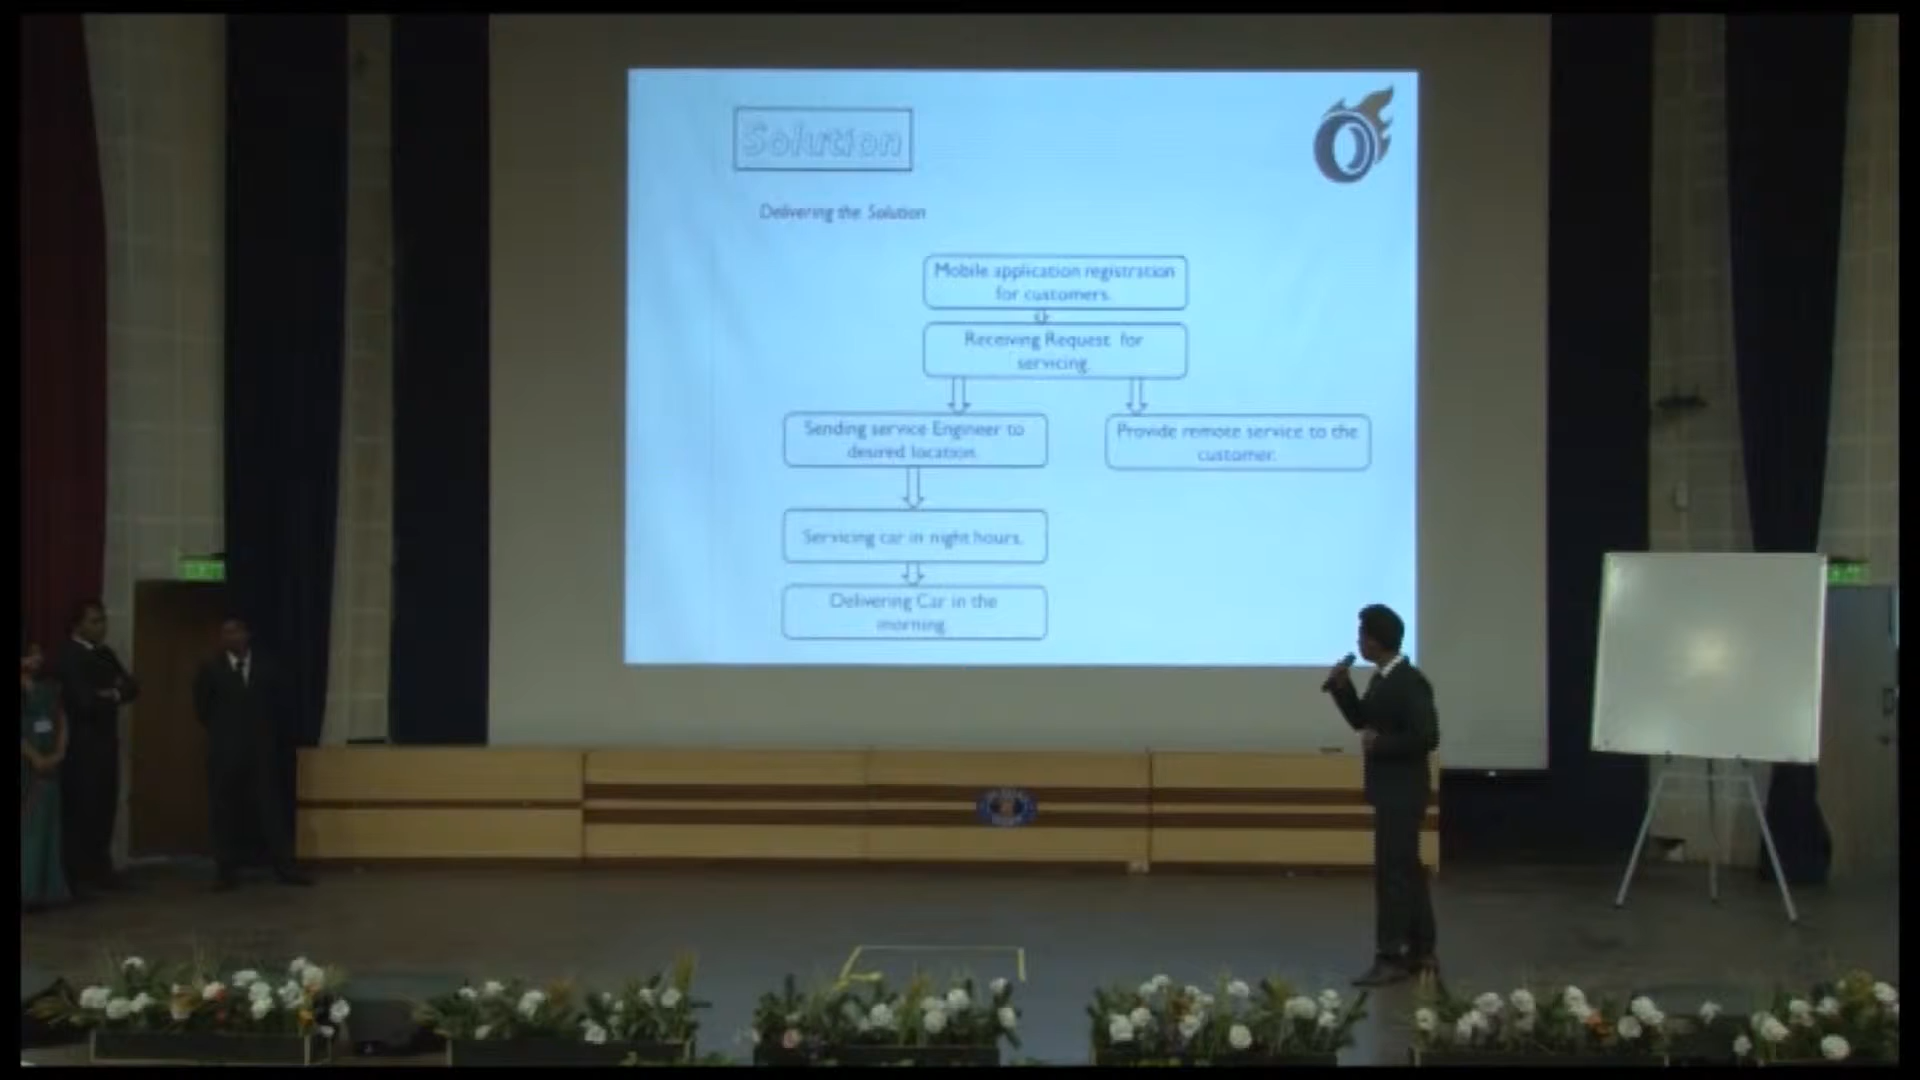 Solution
Delivering the Solution
Mobile application registration
for customers.
Receiving Request for
servicing.
Sending service Engineer to
desired location.
Provide remote service to the
customer.
Servicing car in night hours.
Delivering Car in the
morning.